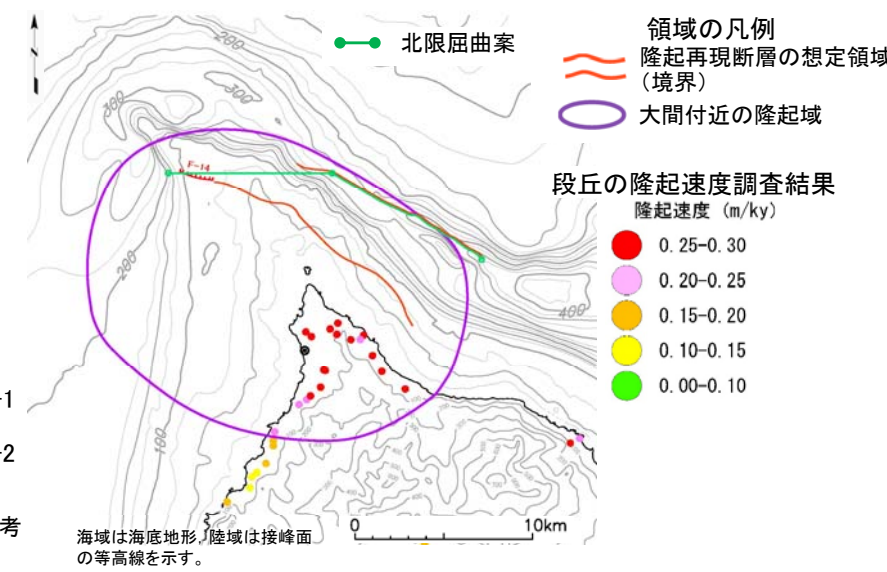 200
300
300
200
100
400
F-14
北限屈曲案
領域の凡例
隆起再現断層の想定領域
（境界）
大間付近の隆起域
段丘の隆起速度調査結果
隆起速度 (m/ky)
0.25-0.30
0.20-0.25
0.15-0.20
0.10-0.15
0.00-0.10
-1
-2
考
0
10km
海域は海底地形，陸域は接峰面
の等高線を示す。